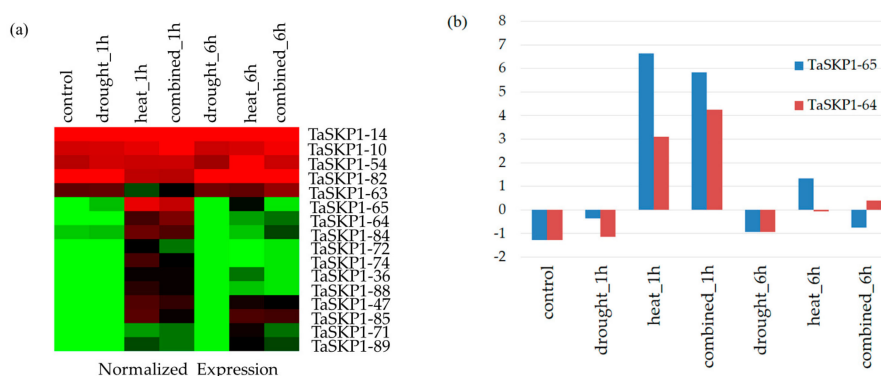 (a)
control
drought_1h
heat_1h
combined_1h
drought_6h
heat_6h
combined_6h
TaSKP1-14
TaSKP1-10
TaSKP1-54
TaSKP1-82
TaSKP1-63
TaSKP1-65
TaSKP1-64
TaSKP1-84
TaSKP1-72
TaSKP1-74
TaSKP1-36
TaSKP1-88
TaSKP1-47
TaSKP1-85
TaSKP1-71
TaSKP1-89
Normalized Expression
(b)
8
7
6
5
4
3
2
1
0
-1
-2
TaSKP1-65
TaSKP1-64
control
drought_1h
heat_1h
combined_1h
drought_6h
heat_6h
combined_6h